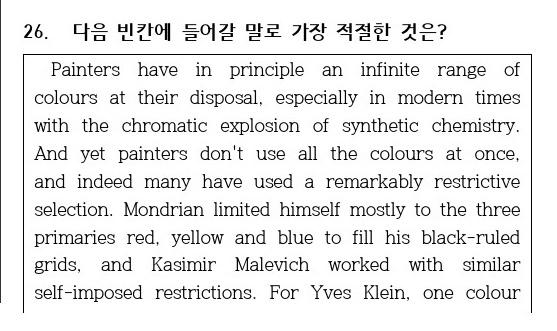 26. 다음 빈칸에 들어갈 말로 가장 적절한 것은?
Painters have in principle an infinite range of
colours at their disposal, especially in modern times
with the chromatic explosion of synthetic chemistry.
And yet painters don't use all the colours at once,
and indeed many have used a remarkably restrictive
selection. Mondrian limited himself mostly to the three
primaries red, yellow and blue to fill his black-ruled
grids, and Kasimir Malevich worked with similar
self-imposed restrictions. For Yves Klein, one colour